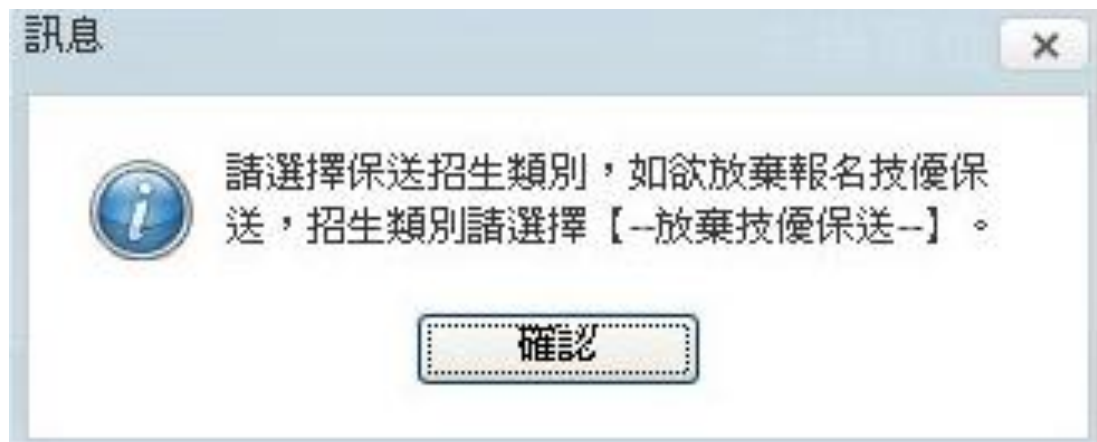 訊息
請選擇保送招生類別，如欲放棄報名技優保
送，招生類別請選擇【--放棄技優保送--】。
確認